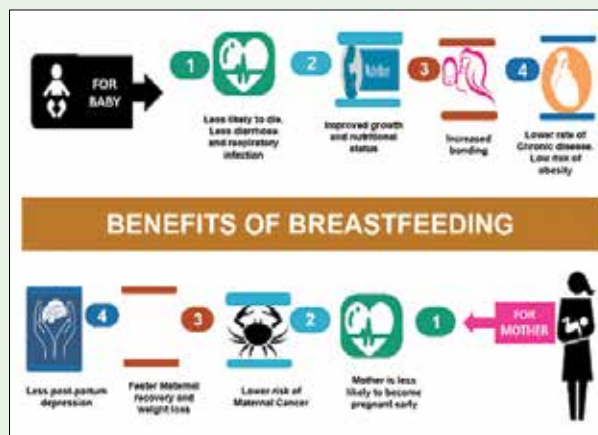 FOR
BABY
1
Less likely to die.
Less diarrhoea
and respiratory
infection
2
Improved growth
and nutritional
status
3
Increased
bonding
4
Lower rate of
Chronic disease.
Low risk of
obesity
BENEFITS OF BREASTFEEDING
4
Less post-partum
depression
3
Faster Maternal
recovery and
weight loss
2
Lower risk of
Maternal Cancer
1
Mother is less
likely to become
pregnant early
FOR
MOTHER